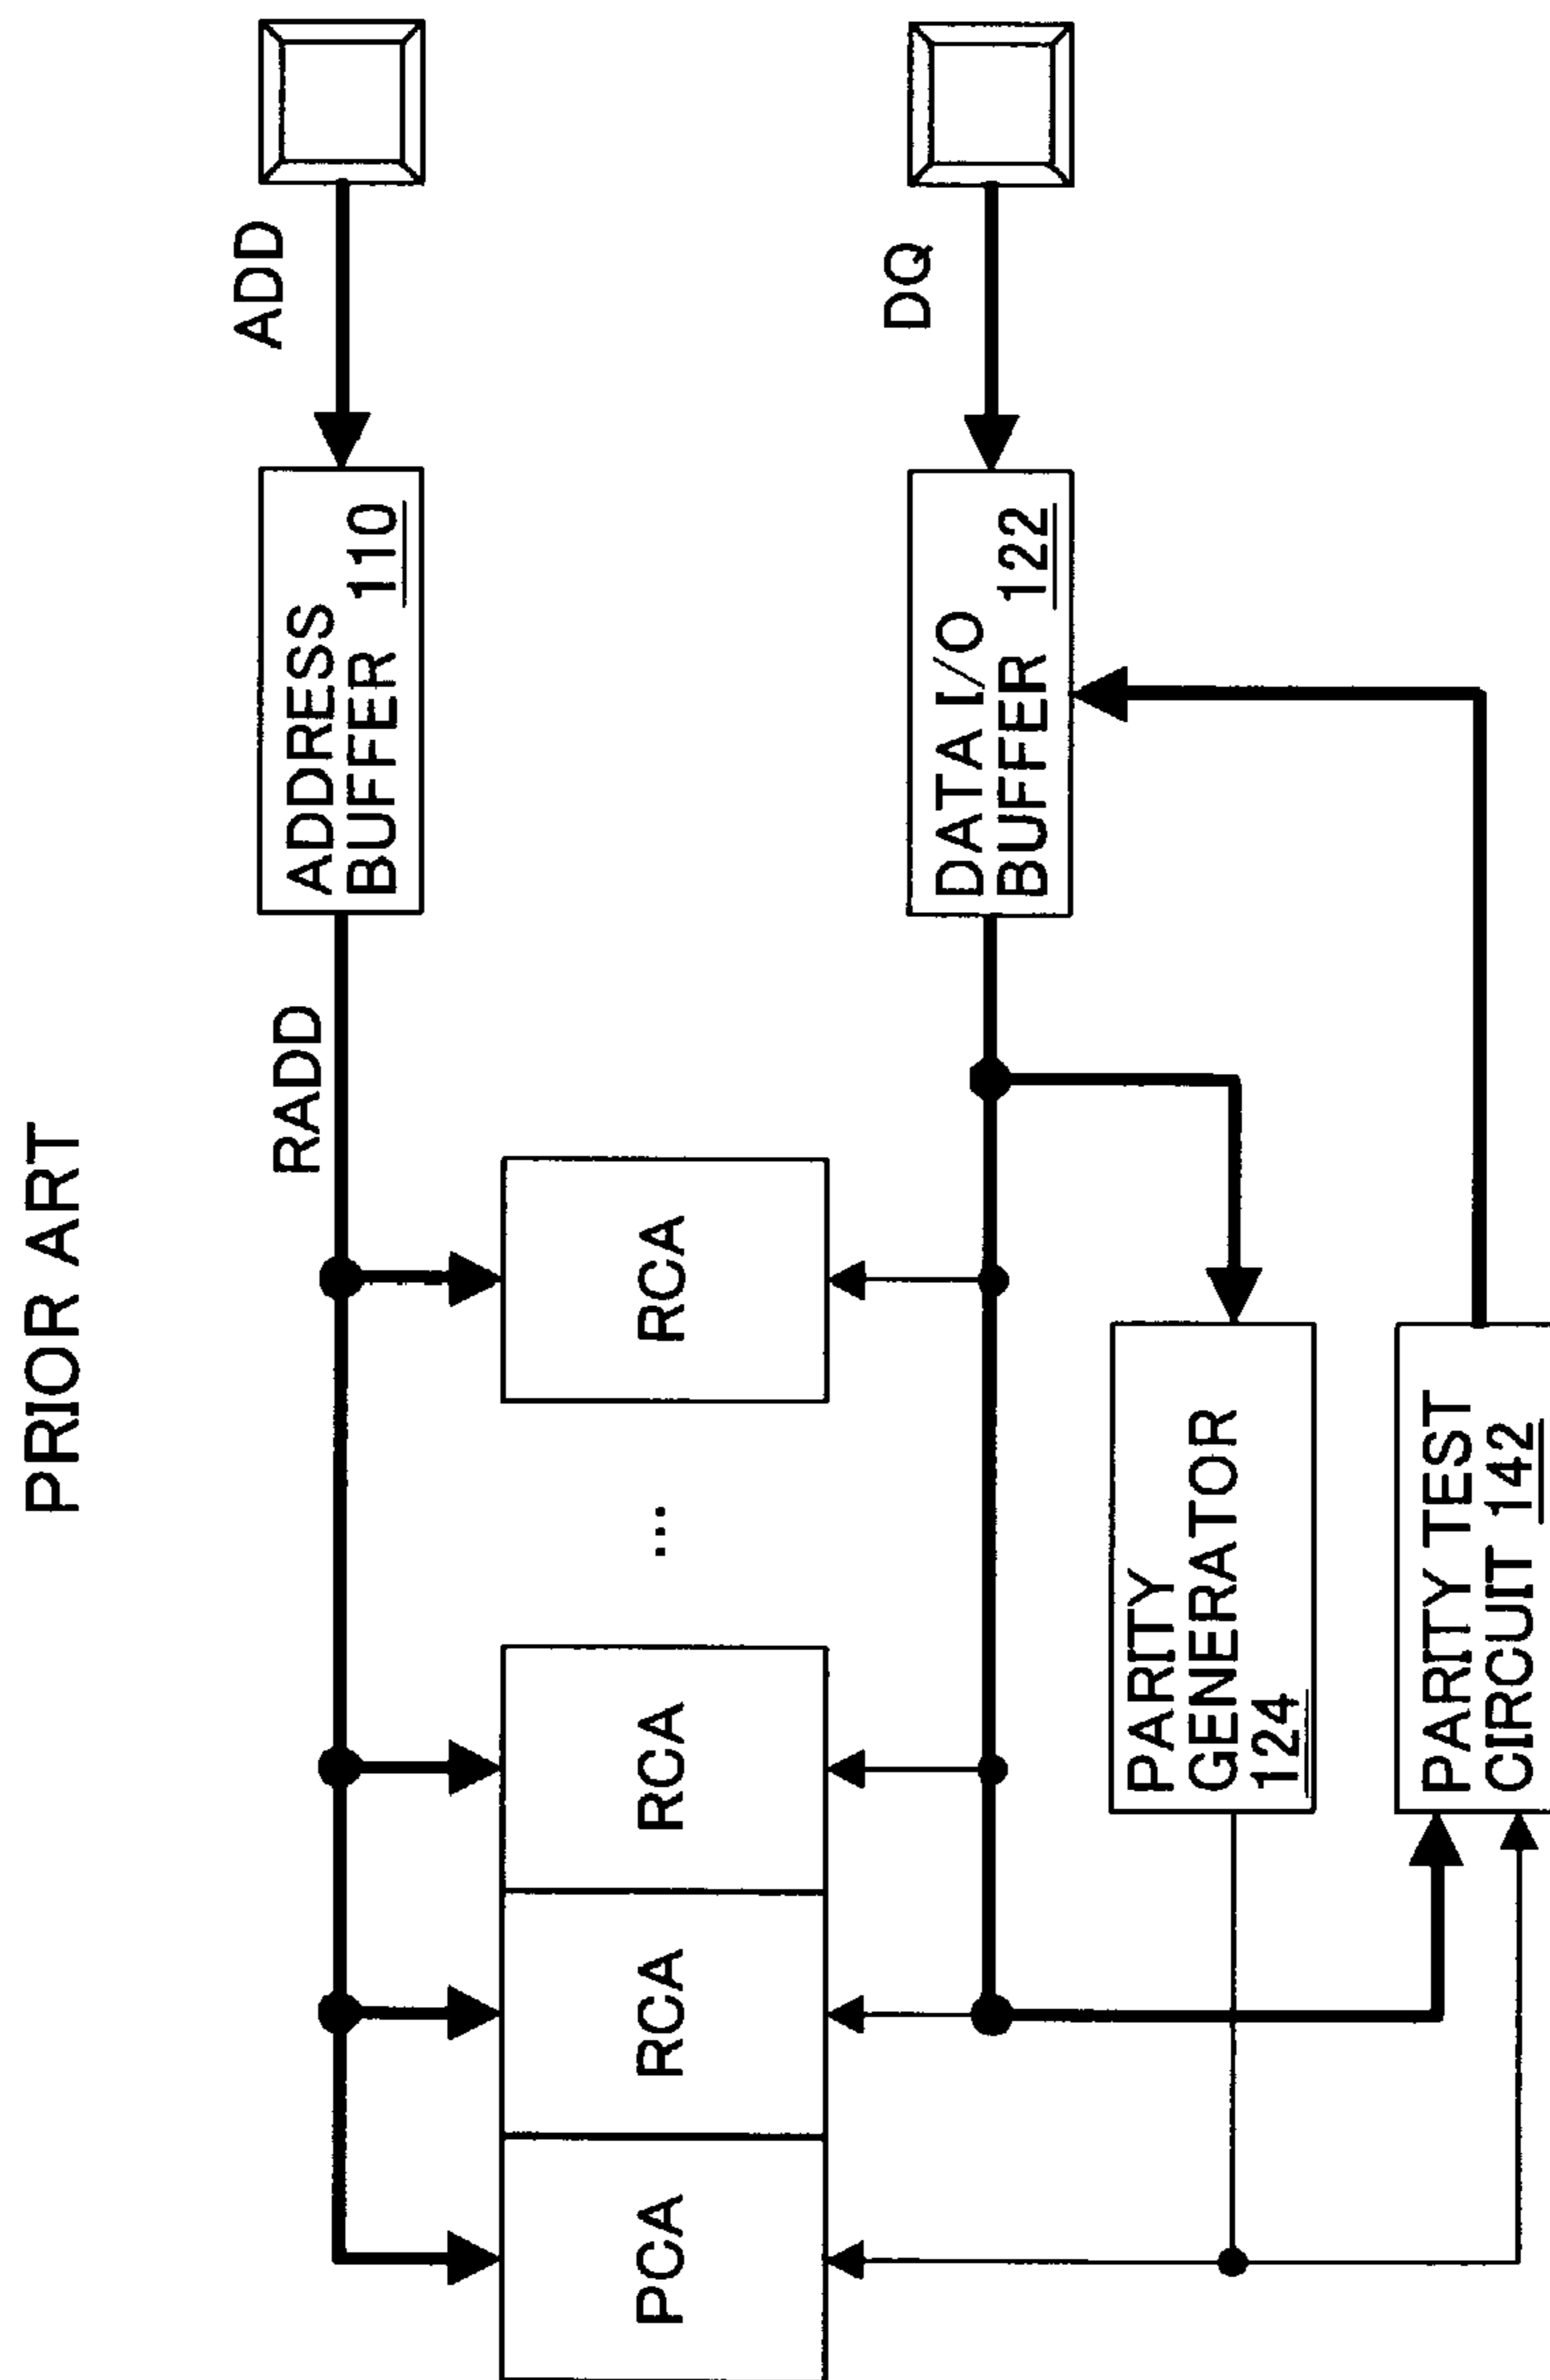 PRIOR ART
ADD
ADDRESS
BUFFER 110
RADD
PCA
RCA
RCA
...
RCA
DQ
DATA I/O
BUFFER 122
PARITY
GENERATOR
124
PARITY TEST
CIRCUIT 142